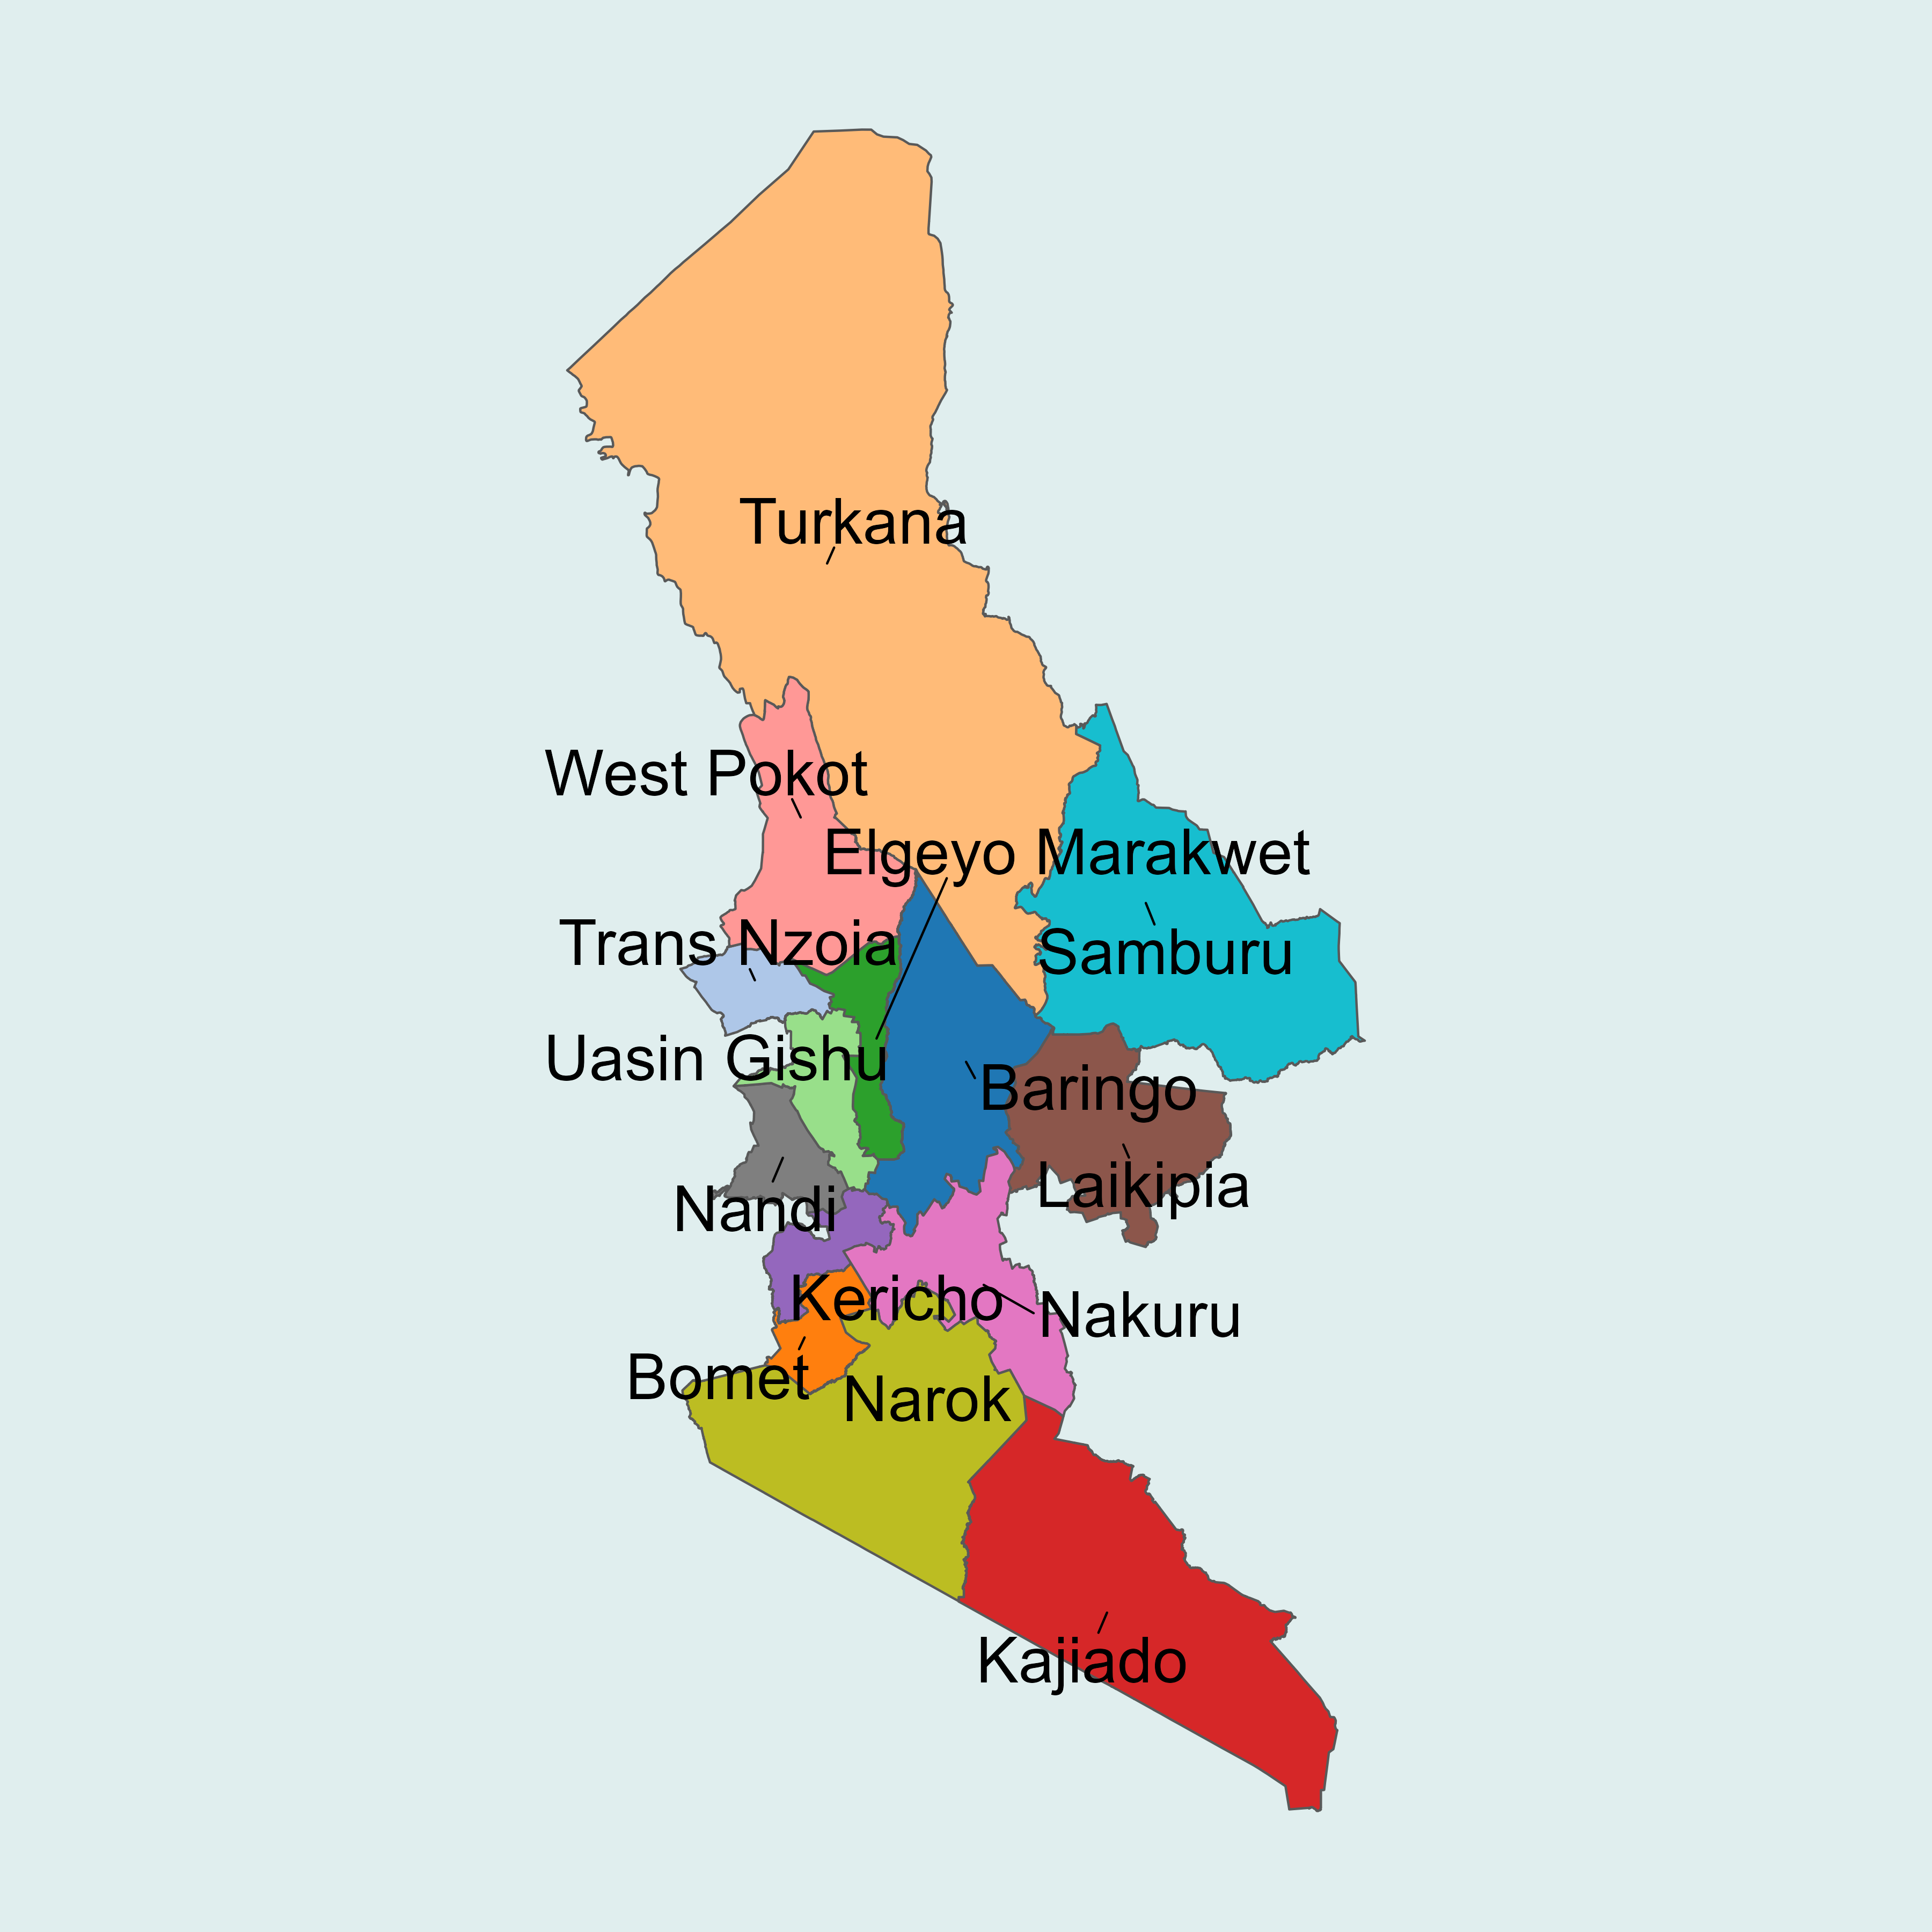 Turkana
West Pokot
Elgeyo Marakwet
Trans Nzoia
Samburu
Uasin Gishu
Baringo
Laikipia
Nandi
Kericho
Nakuru
Bomet
Narok
Kajiado